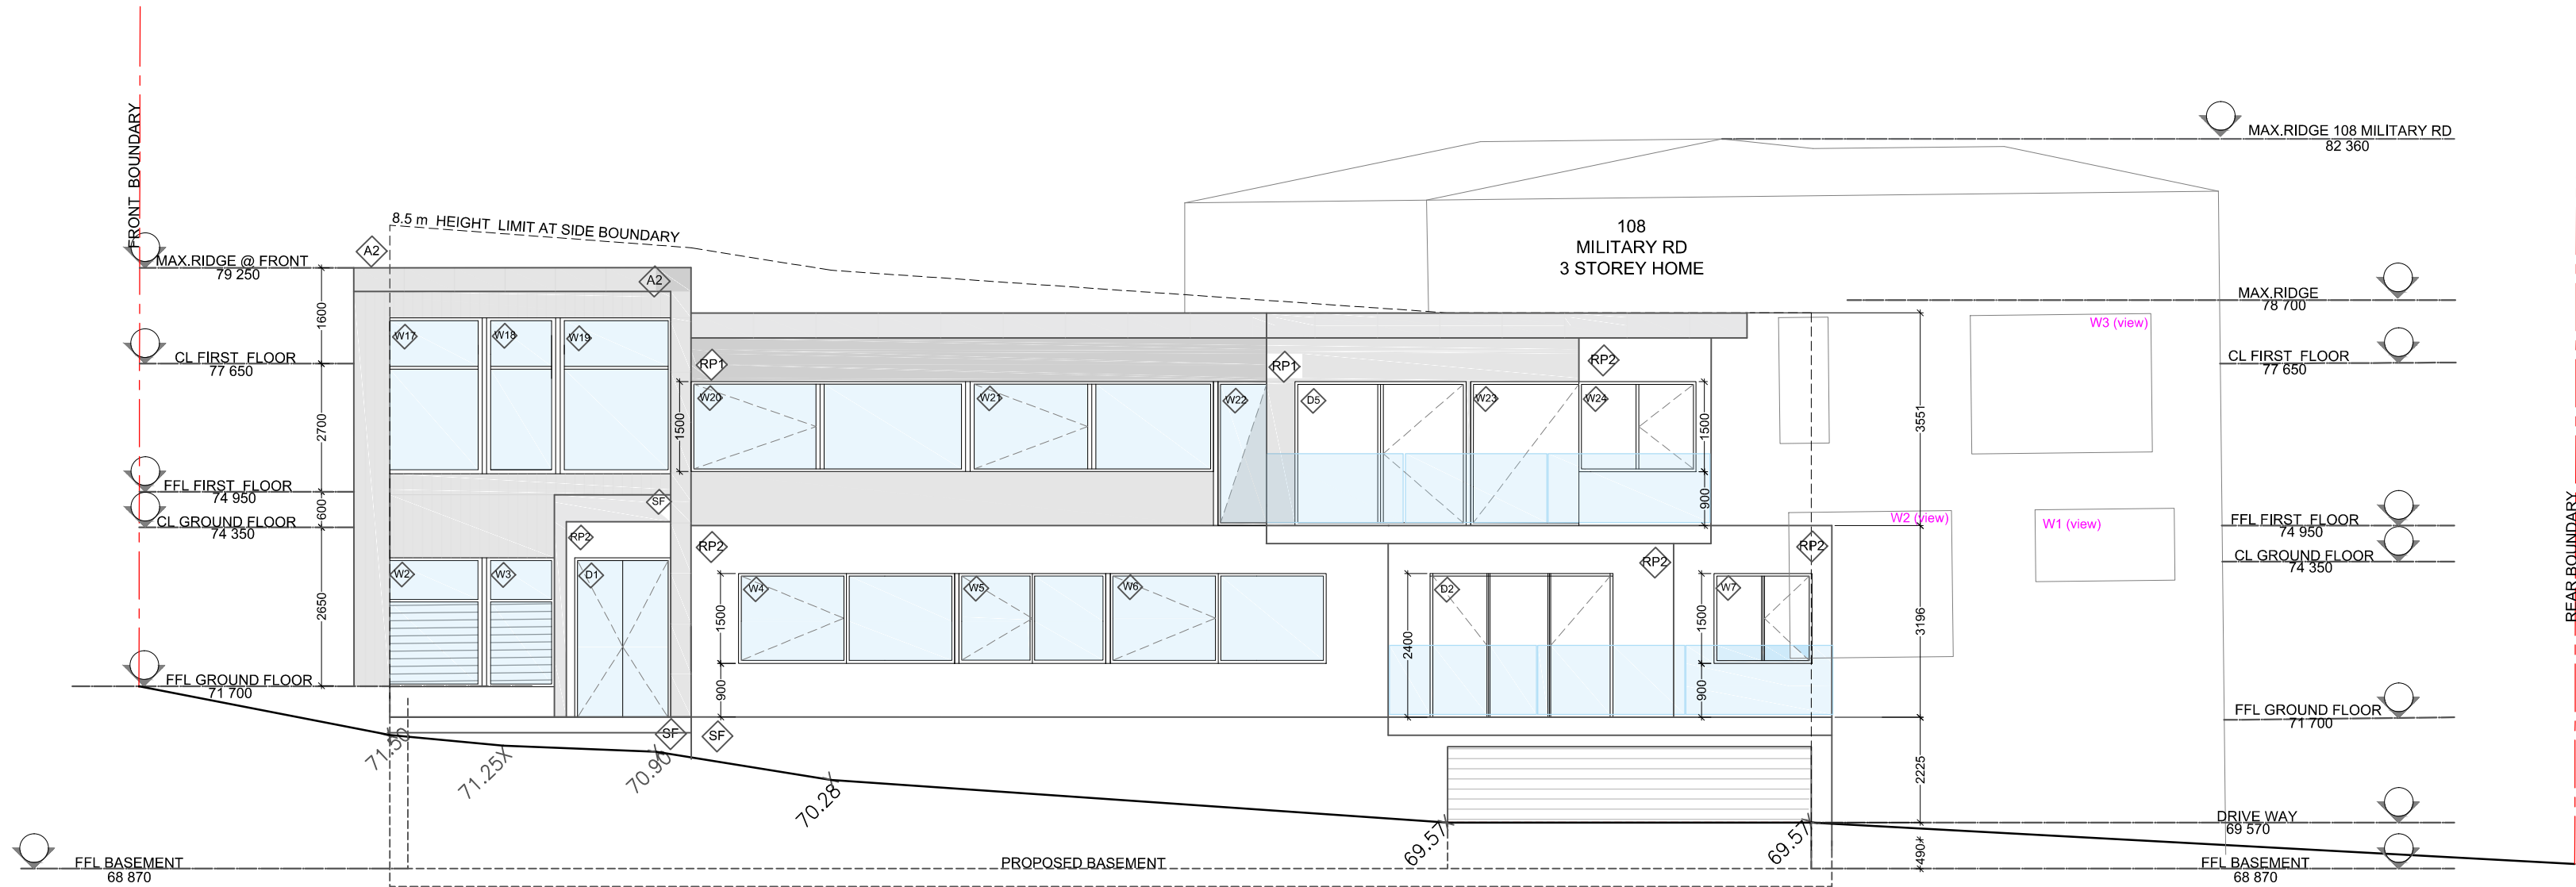 FRONT BOUNDARY
MAX.RIDGE 108 MILITARY RD
82 360
108
MILITARY RD
3 STOREY HOME
8.5 m HEIGHT LIMIT AT SIDE BOUNDARY
A2
MAX.RIDGE @ FRONT
79 250
A2
MAX.RIDGE
78 700
1600
W17
W18
W19
W3 (view)
CL FIRST FLOOR
77 650
RP1
RP1
RP2
CL FIRST FLOOR
77 650
2700
1500
W20
W21
W22
D5
W23
W24
1500
3551
FFL FIRST FLOOR
74 950
600
SF
900
CL GROUND FLOOR
74 350
W2 (view)
W1 (view)
FFL FIRST FLOOR
74 950
REAR BOUNDARY
RP2
RP2
RP2
RP2
CL GROUND FLOOR
74 350
2650
W2
W3
D1
1500
W4
W5
W6
2400
D2
1500
W7
3196
FFL GROUND FLOOR
71 700
900
900
FFL GROUND FLOOR
71 700
SF
SF
71.50
71.25X
70.90X
70.28X
2225
DRIVE WAY
69 570
69.57X
69.57X
490
FFL BASEMENT
68 870
PROPOSED BASEMENT
FFL BASEMENT
68 870